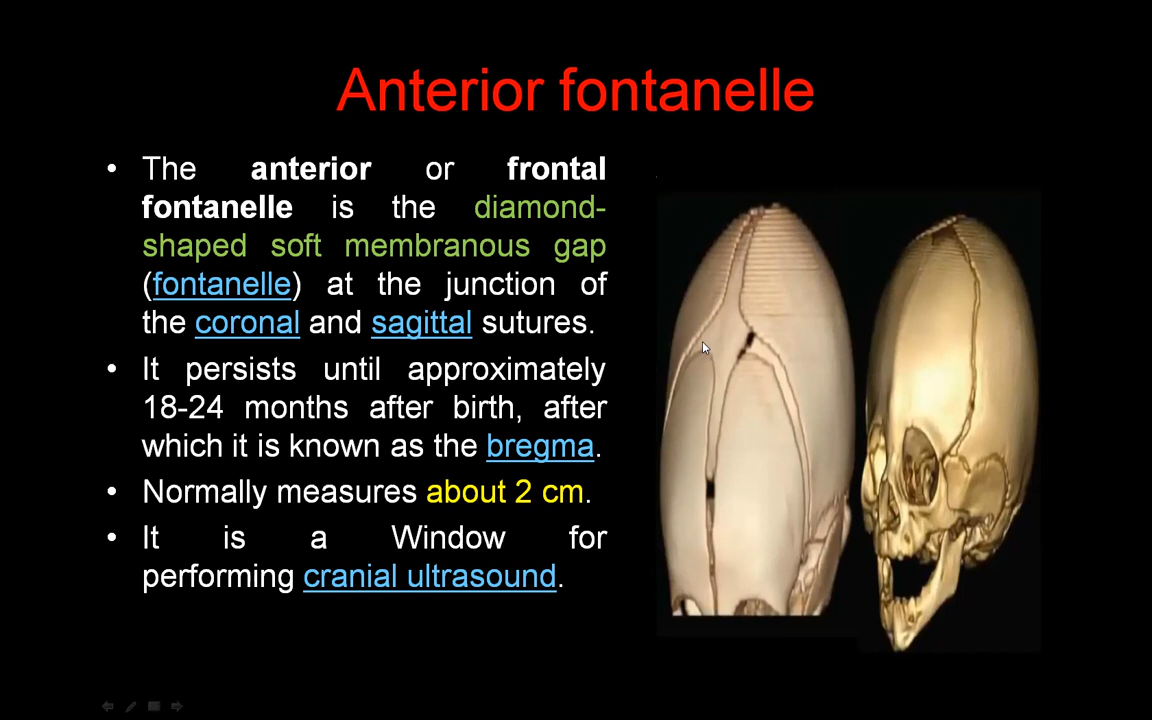 Anterior fontanelle
• The anterior or frontal
fontanelle is the diamond-
shaped soft membranous gap
(fontanelle) at the junction of
the coronal and sagittal sutures.
• It persists until approximately
18-24 months after birth, after
which it is known as the bregma.
• Normally measures about 2 cm.
• It is a Window for
performing cranial ultrasound.